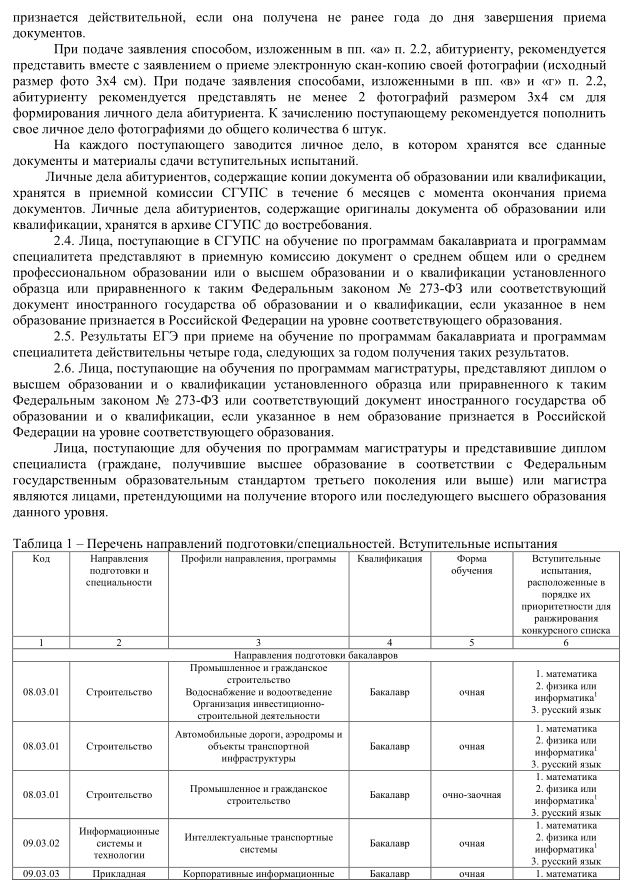 признается действительной, если она получена не ранее года до дня завершения приема
документов.
При подаче заявления способом, изложенным в пп. «а» п. 2.2, абитуриенту, рекомендуется
представить вместе с заявлением о приеме электронную скан-копию своей фотографии (исходный
размер фото 3х4 см). При подаче заявления способами, изложенными в пп. «в» и «г» п. 2.2,
абитуриенту рекомендуется представлять не менее 2 фотографий размером 3х4 см для
формирования личного дела абитуриента. К зачислению поступающему рекомендуется пополнить
свое личное дело фотографиями до общего количества 6 штук.
На каждого поступающего заводится личное дело, в котором хранятся все сданные
документы и материалы сдачи вступительных испытаний.
Личные дела абитуриентов, содержащие копии документа об образовании или квалификации,
хранятся в приемной комиссии СГУПС в течение 6 месяцев с момента окончания приема
документов. Личные дела абитуриентов, содержащие оригиналы документа об образовании или
квалификации, хранятся в архиве СГУПС до востребования.
2.4. Лица, поступающие в СГУПС на обучение по программам бакалавриата и программам
специалитета представляют в приемную комиссию документ о среднем общем или о среднем
профессиональном образовании или о высшем образовании и о квалификации установленного
образца или приравненного к таким Федеральным законом № 273-ФЗ или соответствующий
документ иностранного государства об образовании и о квалификации, если указанное в нем
образование признается в Российской Федерации на уровне соответствующего образования.
2.5. Результаты ЕГЭ при приеме на обучение по программам бакалавриата и программам
специалитета действительны четыре года, следующих за годом получения таких результатов.
2.6. Лица, поступающие на обучения по программам магистратуры, представляют диплом о
высшем образовании и о квалификации установленного образца или приравненного к таким
Федеральным законом № 273-ФЗ или соответствующий документ иностранного государства об
образовании и о квалификации, если указанное в нем образование признается в Российской
Федерации на уровне соответствующего образования.
Лица, поступающие для обучения по программам магистратуры и представившие диплом
специалиста (граждане, получившие высшее образование в соответствии с Федеральным
государственным образовательным стандартом третьего поколения или выше) или магистра
являются лицами, претендующими на получение второго или последующего высшего образования
данного уровня.
Таблица 1 – Перечень направлений подготовки/специальностей. Вступительные испытания
Код
Направления
подготовки и
специальности
Профили направления, программы
Квалификация
Форма
обучения
Вступительные
испытания,
расположенные в
порядке их
приоритетности для
ранжирования
конкурсного списка
1 2 3 4 5 6
Направления подготовки бакалавров
08.03.01
Строительство
Промышленное и гражданское
строительство
Водоснабжение и водоотведение
Организация инвестиционно-
строительной деятельности
Бакалавр
очная
1. математика
2. физика или
информатика¹
3. русский язык
08.03.01
Строительство
Автомобильные дороги, аэродромы и
объекты транспортной
инфраструктуры
Бакалавр
очная
1. математика
2. физика или
информатика¹
3. русский язык
08.03.01
Строительство
Промышленное и гражданское
строительство
Бакалавр
очно-заочная
1. математика
2. физика или
информатика¹
3. русский язык
09.03.02
Информационные
системы и
технологии
Интеллектуальные транспортные
системы
Бакалавр
очная
1. математика
2. физика или
информатика¹
3. русский язык
09.03.03
Прикладная
Корпоративные информационные
Бакалавр
очная
1. математика